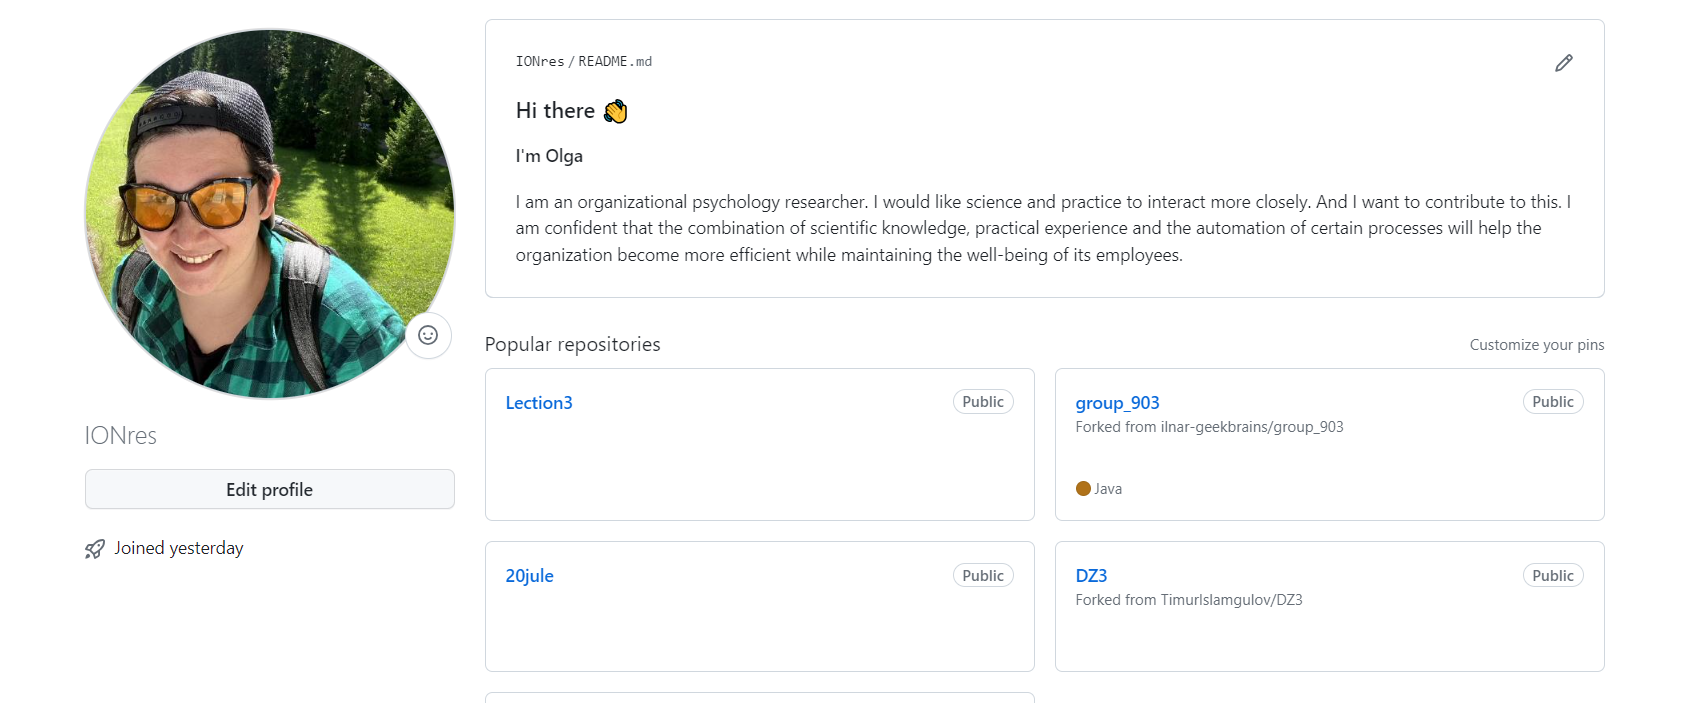 IONres / README.md
Hi there 👋
I'm Olga
I am an organizational psychology researcher. I would like science and practice to interact more closely. And I want to contribute to this. I
am confident that the combination of scientific knowledge, practical experience and the automation of certain processes will help the
organization become more efficient while maintaining the well-being of its employees.
IONres
Edit profile
Joined yesterday
Popular repositories
Customize your pins
Lection3
Public
group_903
Public
Forked from ilnar-geekbrains/group_903
Java
20jule
Public
DZ3
Public
Forked from TimurIslamgulov/DZ3